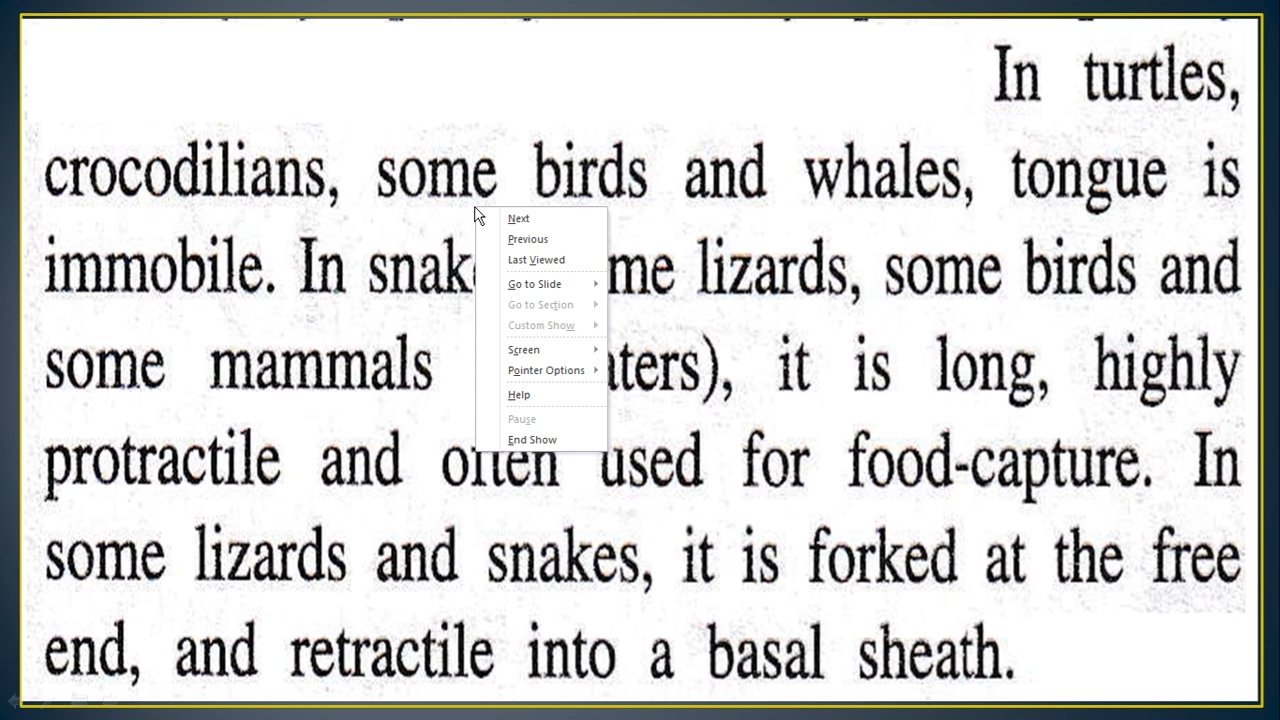 In turtles,
crocodilians, some birds and whales, tongue is
immobile. In snak me lizards, some birds and
some mammals aters), it is long, highly
protractile and often used for food-capture. In
some lizards and snakes, it is forked at the free
end, and retractile into a basal sheath.
Next
Previous
Last Viewed
Go to Slide
Go to Section
Custom Show
Screen
Pointer Options
Help
Pause
End Show